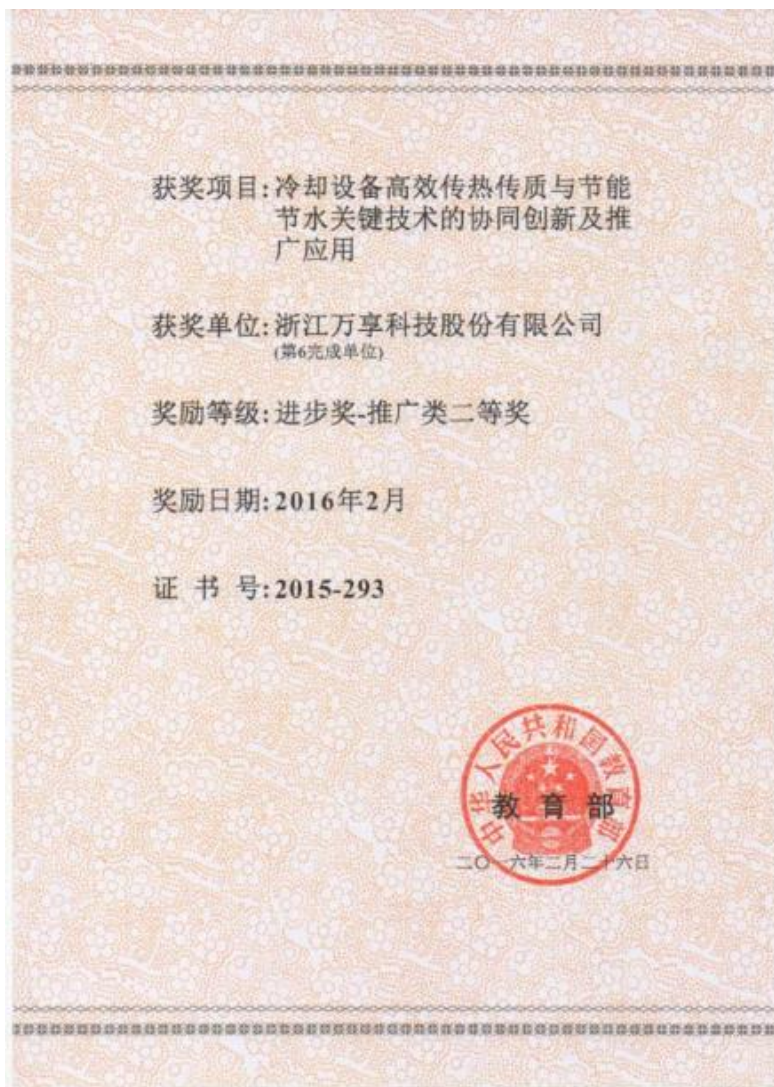 获奖项目:冷却设备高效传热传质与节能
节水关键技术的协同创新及推
广应用
获奖单位:浙江万享科技股份有限公司
(第6完成单位)
奖励等级:进步奖-推广类二等奖
奖励日期:2016年2月
证 书 号:2015-293
中华人民共和国教育部
教 育 部
二〇一六年二月二十六日